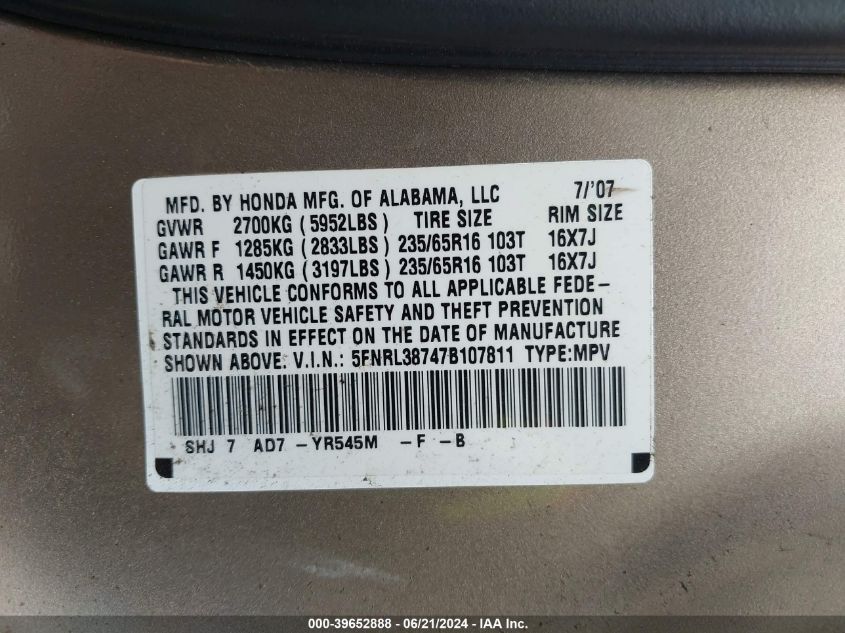 MFD. BY HONDA MFG. OF ALABAMA, LLC 7/'07
GVWR 2700KG (5952LBS) TIRE SIZE RIM SIZE
GAWR F 1285KG (2833LBS) 235/65R16 103T 16X7J
GAWR R 1450KG (3197LBS) 235/65R16 103T 16X7J
THIS VEHICLE CONFORMS TO ALL APPLICABLE FEDE-
RAL MOTOR VEHICLE SAFETY AND THEFT PREVENTION
STANDARDS IN EFFECT ON THE DATE OF MANUFACTURE
SHOWN ABOVE. V.I.N.: 5FNRL38747B107811 TYPE:MPV
SHJ 7 AD7 -YR545M -F -B
000-39652888 - 06/21/2024 - IAA Inc.